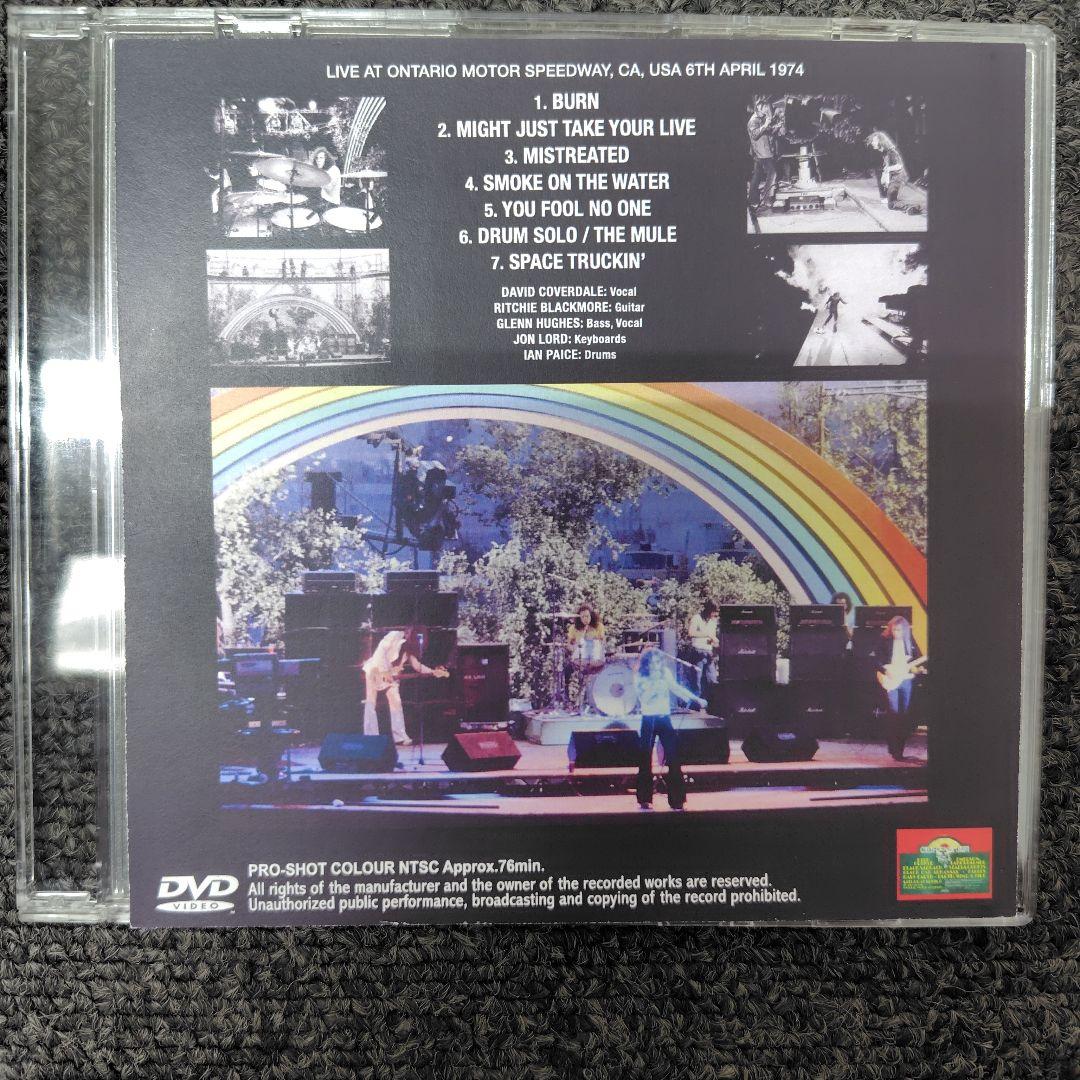 LIVE AT ONTARIO MOTOR SPEEDWAY, CA, USA 6TH APRIL 1974
1. BURN
2. MIGHT JUST TAKE YOUR LIVE
3. MISTREATED
4. SMOKE ON THE WATER
5. YOU FOOL NO ONE
6. DRUM SOLO / THE MULE
7. SPACE TRUCKIN'
DAVID COVERDALE: Vocal
RITCHIE BLACKMORE: Guitar
GLENN HUGHES: Bass, Vocal
JON LORD: Keyboards
IAN PAICE: Drums
DVD
VIDEO
PRO-SHOT COLOUR NTSC Approx.76min.
All rights of the manufacturer and the owner of the recorded works are reserved.
Unauthorized public performance, broadcasting and copying of the record prohibited.